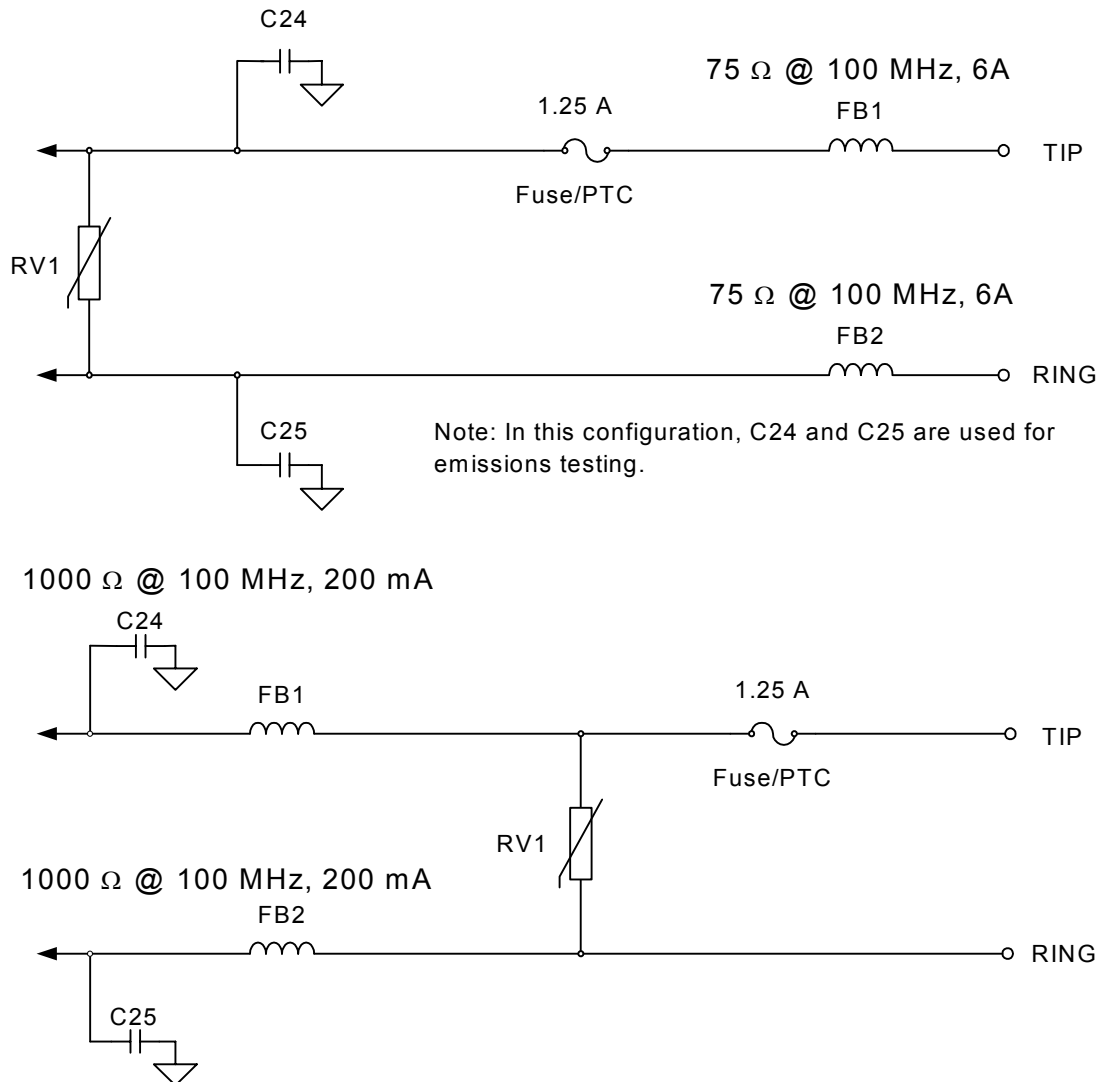 C24
75 Ω @ 100 MHz, 6A
1.25 A
FB1
TIP
Fuse/PTC
RV1
75 Ω @ 100 MHz, 6A
FB2
RING
C25
Note: In this configuration, C24 and C25 are used for
emissions testing.
1000 Ω @ 100 MHz, 200 mA
C24
FB1
1.25 A
TIP
Fuse/PTC
RV1
1000 Ω @ 100 MHz, 200 mA
FB2
RING
C25